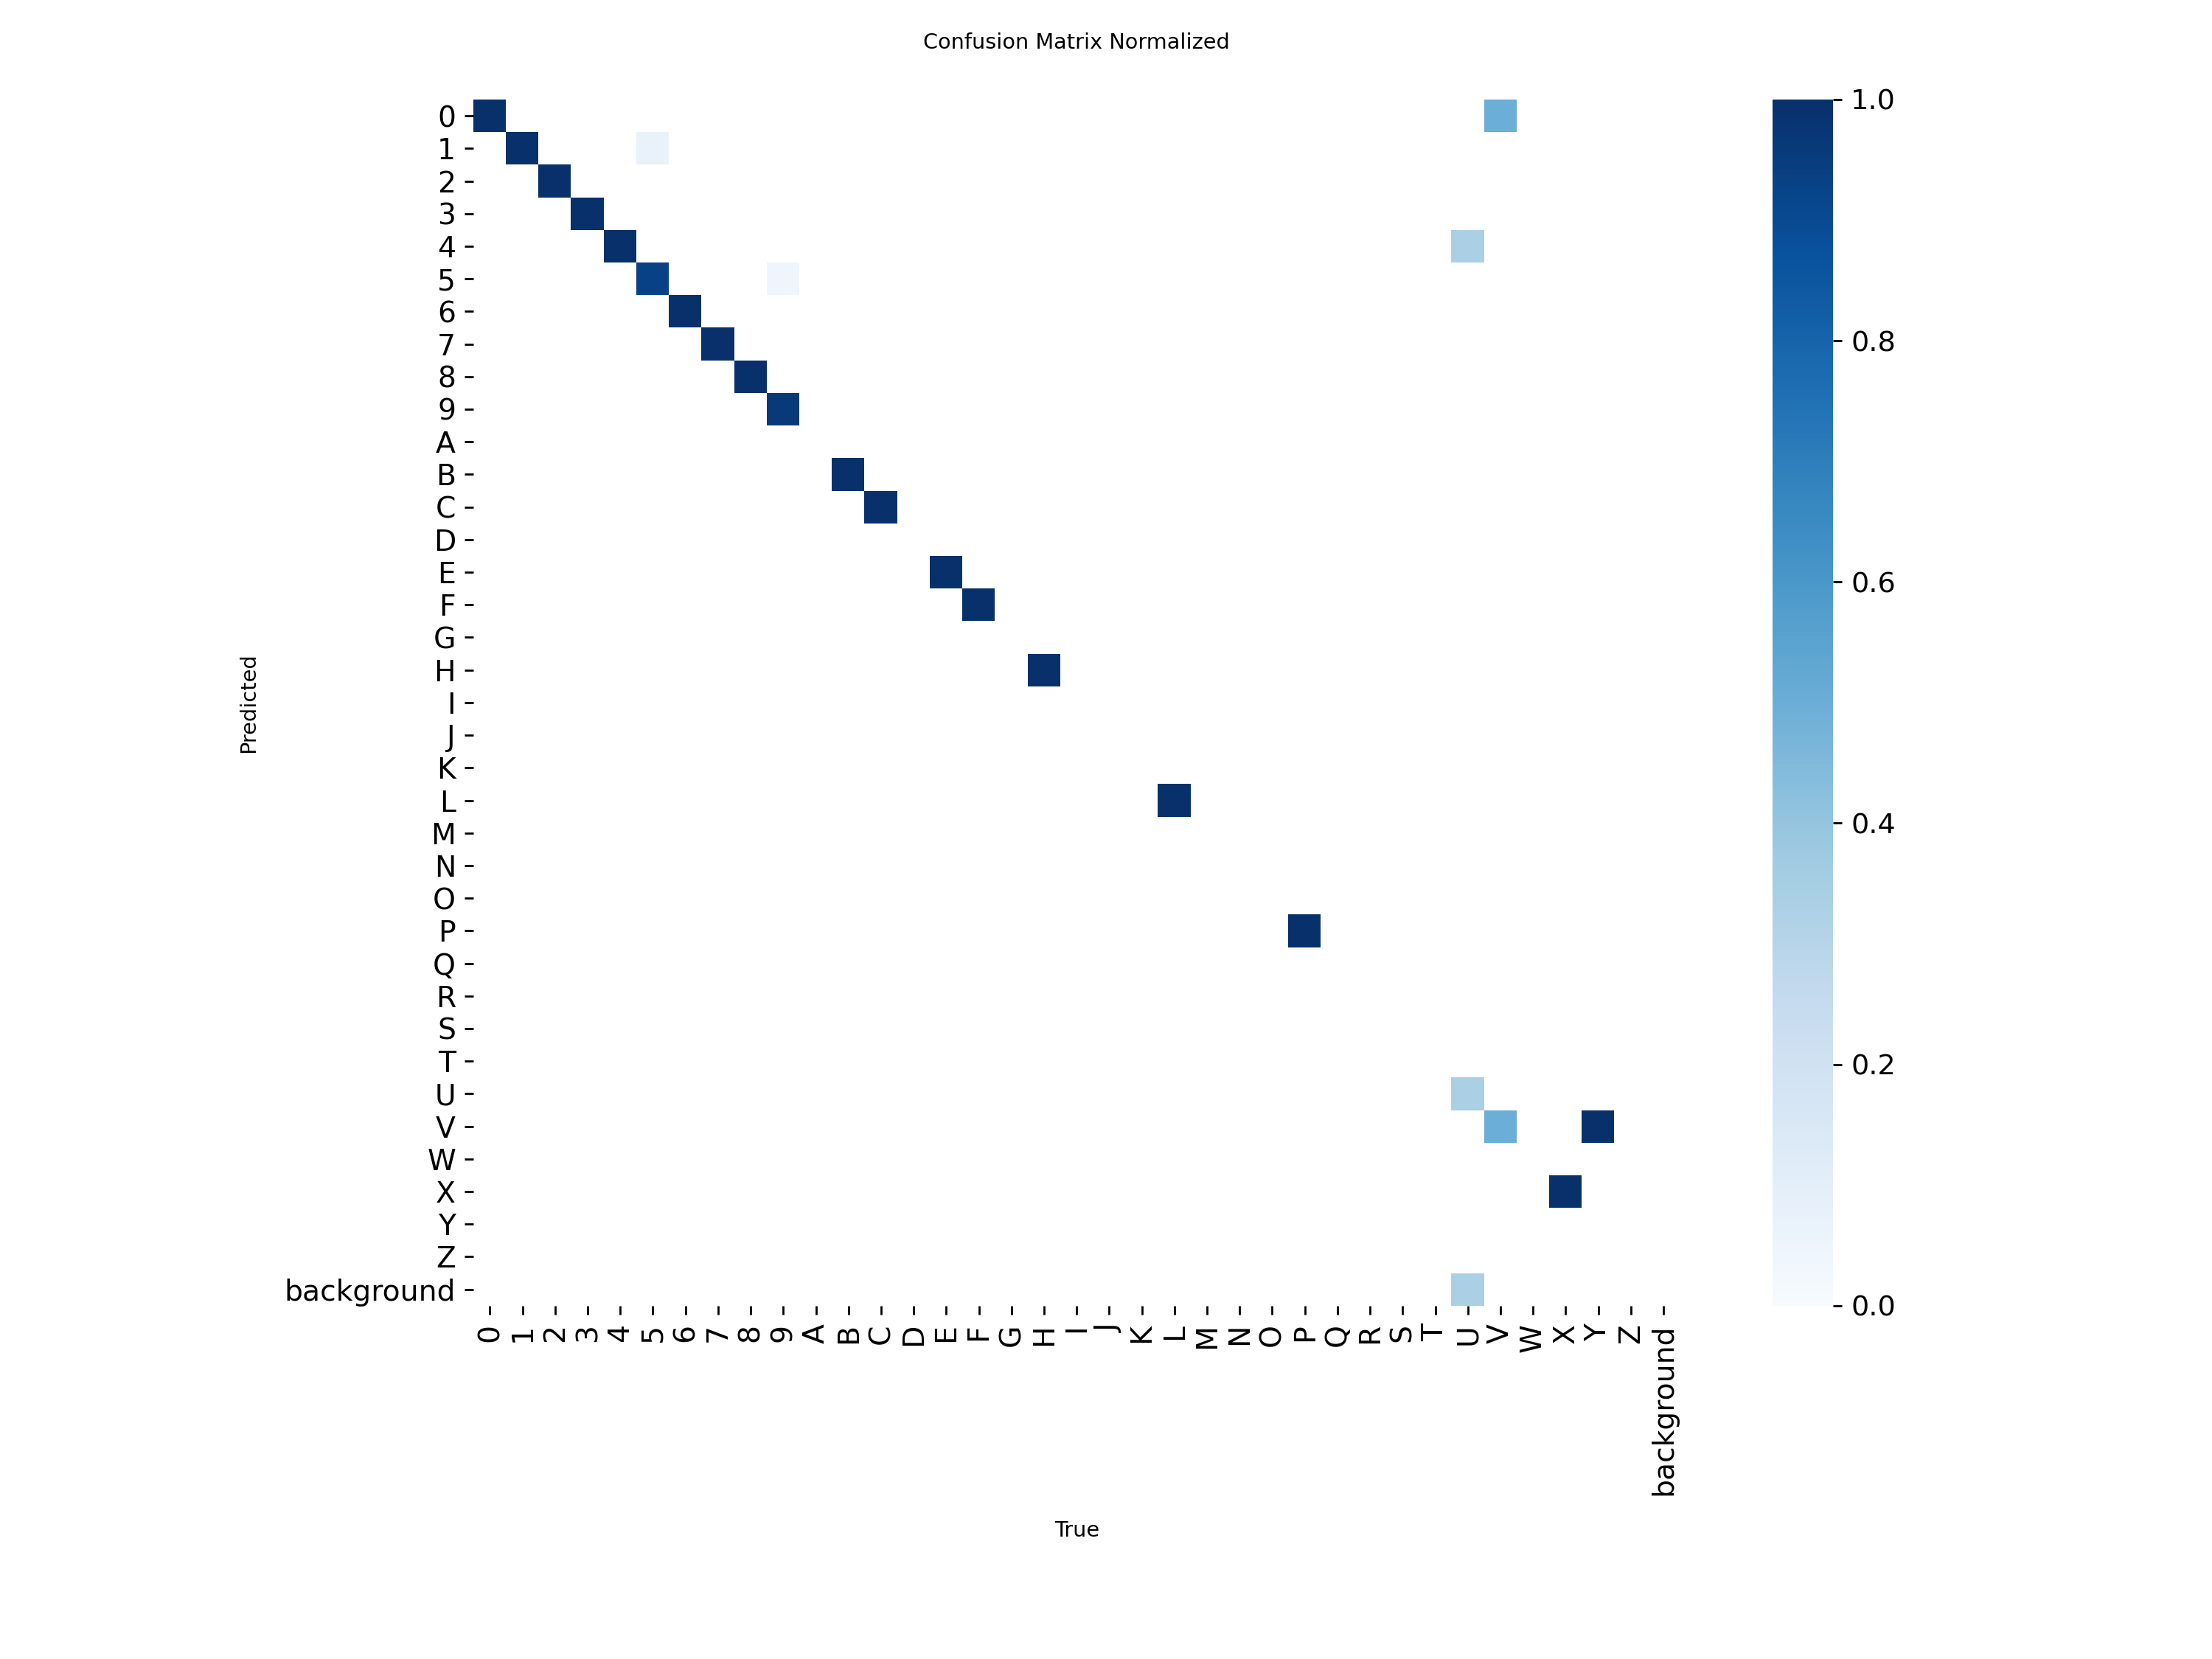 Confusion Matrix Normalized
0
1
2
3
4
5
6
7
8
9
A
B
C
D
E
F
G
H
I
J
K
L
M
N
O
P
Q
R
S
T
U
V
W
X
Y
Z
background
Predicted
0 1 2 3 4 5 6 7 8 9 A B C D E F G H I J K L M N O P Q R S T U V W X Y Z background
True
1.0
0.8
0.6
0.4
0.2
0.0